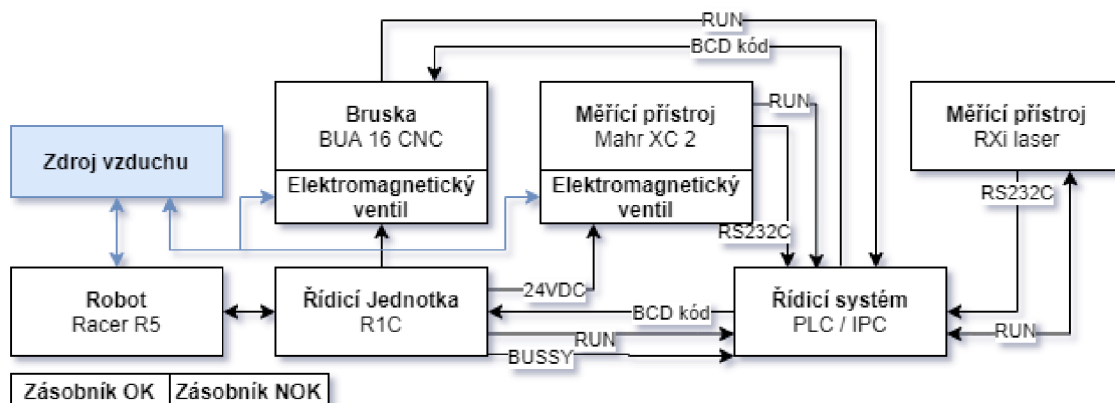 RUN
BCD kód
Bruska
BUA 16 CNC
Elektromagnetický
ventil
Měřící přístroj
Mahr XC 2
Elektromagnetický
ventil
RUN
RS232C
Měřící přístroj
RXi laser
RS232C
RUN
Zdroj vzduchu
Robot
Racer R5
Řídicí Jednotka
R1C
24VDC
BCD kód
RUN
BUSSY
Řídicí systém
PLC / IPC
Zásobník OK
Zásobník NOK